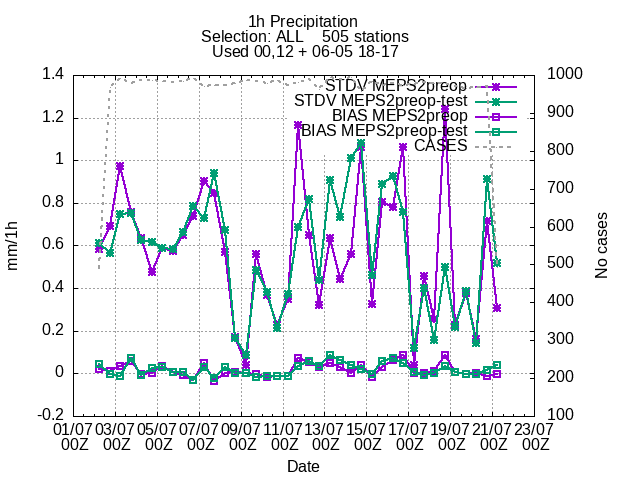 1h Precipitation
Selection: ALL 505 stations
Used 00,12 + 06-05 18-17
STDV MEPS2preop
STDV MEPS2preop-test
BIAS MEPS2preop
BIAS MEPS2preop-test
CASES
1.4
1.2
1
0.8
0.6
0.4
0.2
0
-0.2
mm/1h
1000
900
800
700
600
500
400
300
200
100
No cases
01/07 03/07 05/07 07/07 09/07 11/07 13/07 15/07 17/07 19/07 21/07 23/07
00Z 00Z 00Z 00Z 00Z 00Z 00Z 00Z 00Z 00Z 00Z 00Z
Date